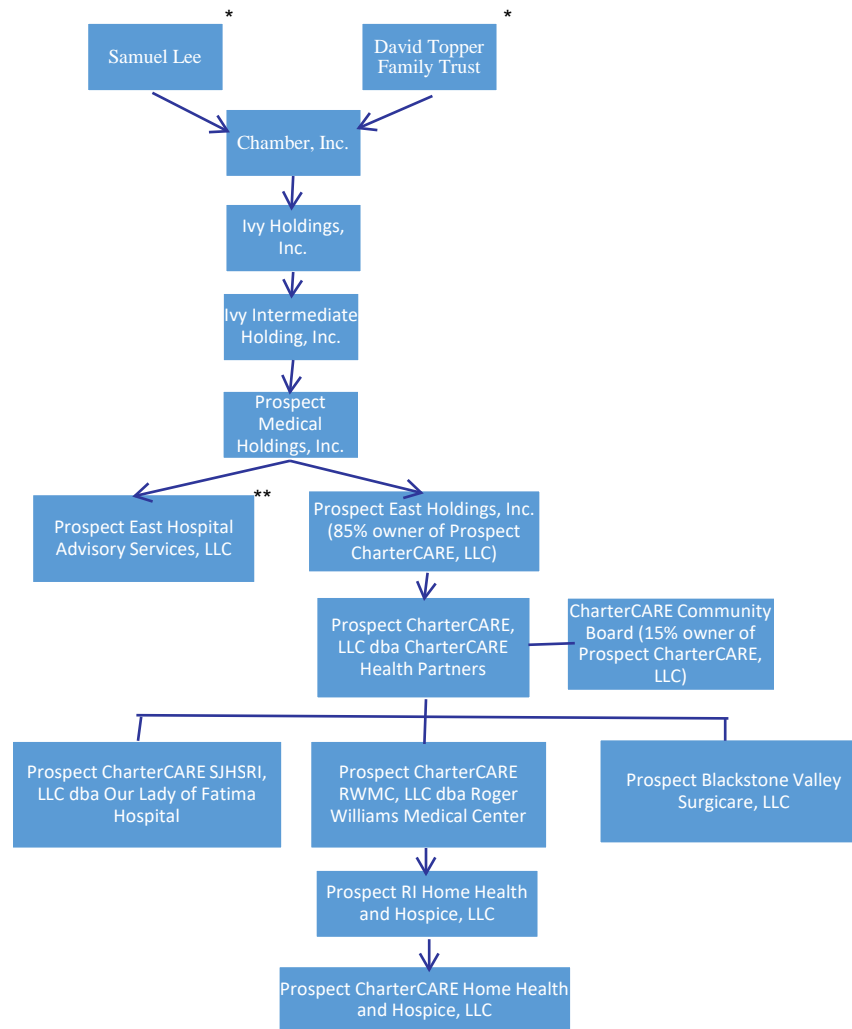 *
*
Samuel Lee
David Topper
Family Trust
Chamber, Inc.
Ivy Holdings,
Inc.
Ivy Intermediate
Holding, Inc.
Prospect
Medical
Holdings, Inc.
**
Prospect East Hospital
Advisory Services, LLC
Prospect East Holdings, Inc.
(85% owner of Prospect
CharterCARE, LLC)
Prospect CharterCARE,
LLC dba CharterCARE
Health Partners
CharterCARE Community
Board (15% owner of
Prospect CharterCARE,
LLC)
Prospect CharterCARE SJHSRI,
LLC dba Our Lady of Fatima
Hospital
Prospect CharterCARE
RWMC, LLC dba Roger
Williams Medical Center
Prospect Blackstone Valley
Surgicare, LLC
Prospect RI Home Health
and Hospice, LLC
Prospect CharterCARE Home Health
and Hospice, LLC